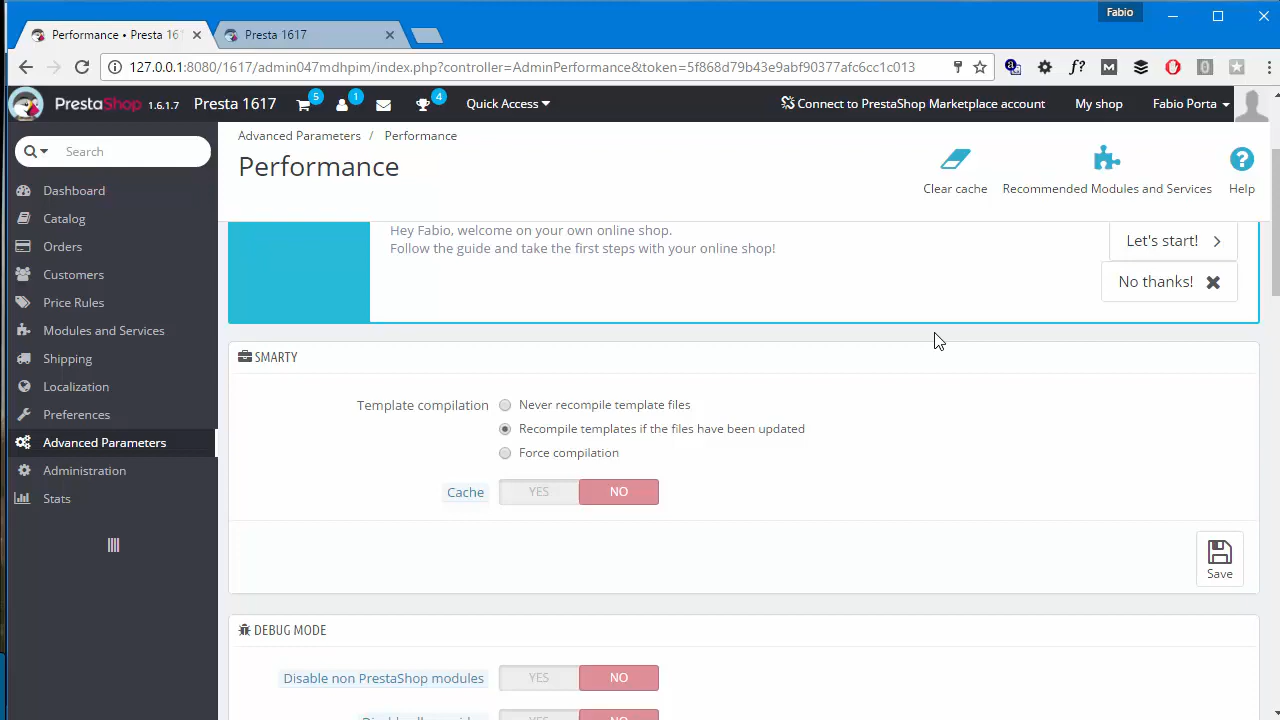 Fabio
Performance • Presta 16
Presta 1617
127.0.0.1:8080/1617/admin047mdhpim/index.php?controller=AdminPerformance&token=5f868d79b43e9abf90377afc6cc1c013
PrestaShop 1.6.1.7 Presta 1617 5 1 4 Quick Access Connect to PrestaShop Marketplace account My shop Fabio Porta
Search
Dashboard
Catalog
Orders
Customers
Price Rules
Modules and Services
Shipping
Localization
Preferences
Advanced Parameters
Administration
Stats
Advanced Parameters / Performance
Performance
Clear cache
Recommended Modules and Services
Help
Hey Fabio, welcome on your own online shop.
Follow the guide and take the first steps with your online shop!
Let's start!
No thanks!
SMARTY
Template compilation
Never recompile template files
Recompile templates if the files have been updated
Force compilation
Cache YES NO
Save
DEBUG MODE
Disable non PrestaShop modules YES NO